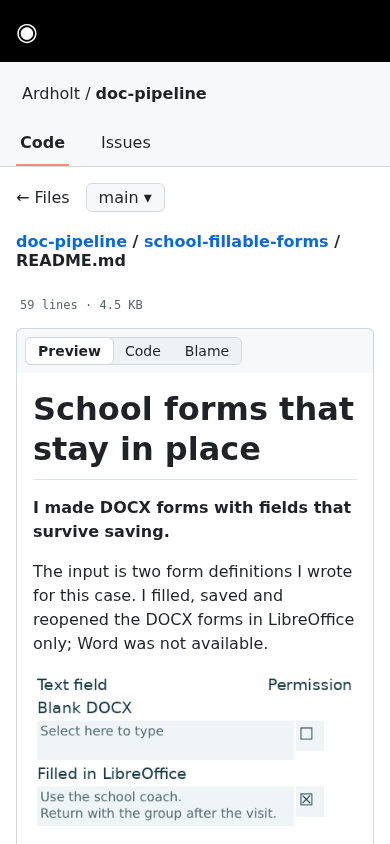 Ardholt / doc-pipeline
Code Issues
← Files main ▾
doc-pipeline / school-fillable-forms /
README.md
59 lines · 4.5 KB
Preview Code Blame
School forms that
stay in place
I made DOCX forms with fields that
survive saving.
The input is two form definitions I wrote
for this case. I filled, saved and
reopened the DOCX forms in LibreOffice
only; Word was not available.
Text field Permission
Blank DOCX
Select here to type ☐
Filled in LibreOffice
Use the school coach. ☒
Return with the group after the visit.